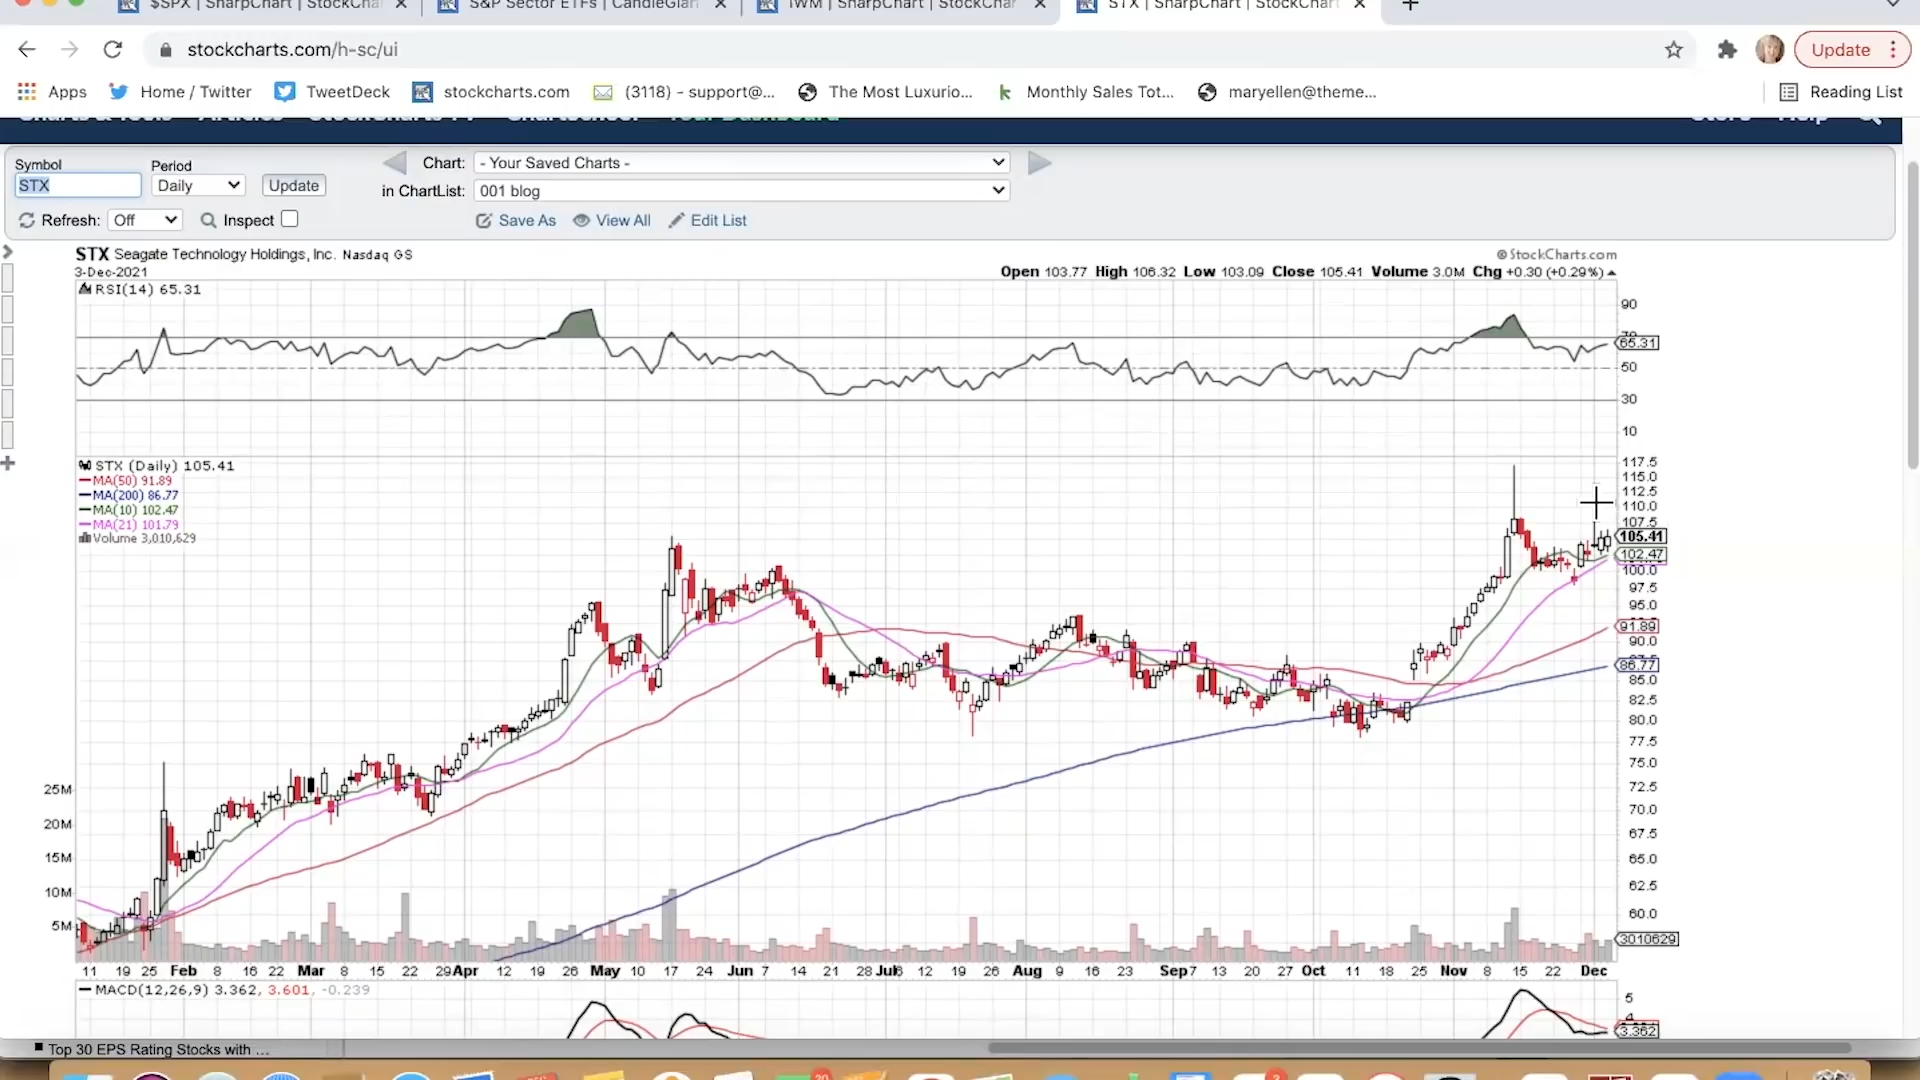 $SPX | SharpChart | StockChar
S&P Sector ETFs | CandleGlan
IWM | SharpChart | StockChar
STX | SharpChart | StockChart
stockcharts.com/h-sc/ui
Update
Apps
Home / Twitter
TweetDeck
stockcharts.com
(3118) - support@...
The Most Luxurio...
Monthly Sales Tot...
maryellen@theme...
Reading List
Symbol
STX
Period
Daily
Update
Chart:
- Your Saved Charts -
in ChartList:
001 blog
Refresh: Off
Inspect
Save As
View All
Edit List
STX Seagate Technology Holdings, Inc. Nasdaq GS
© StockCharts.com
3-Dec-2021
Open 103.77 High 106.32 Low 103.09 Close 105.41 Volume 3.0M Chg +0.30 (+0.29%)
RSI(14) 65.31
90
70
65.31
50
30
10
STX (Daily) 105.41
MA(50) 91.89
MA(200) 86.77
MA(10) 102.47
MA(21) 101.79
Volume 3,010,629
117.5
115.0
112.5
110.0
107.5
105.41
102.47
100.0
97.5
95.0
91.89
90.0
86.77
85.0
82.5
80.0
77.5
75.0
72.5
70.0
67.5
65.0
62.5
60.0
3010629
25M
20M
15M
10M
5M
11 19 25 Feb 8 16 22 Mar 8 15 22 29 Apr 12 19 26 May 10 17 24 Jun 7 14 21 28 Jul 12 19 26 Aug 9 16 23 Sep 7 13 20 27 Oct 11 18 25 Nov 8 15 22 Dec
MACD(12,26,9) 3.362, 3.601, -0.239
5
4
3.362
Top 30 EPS Rating Stocks with ...